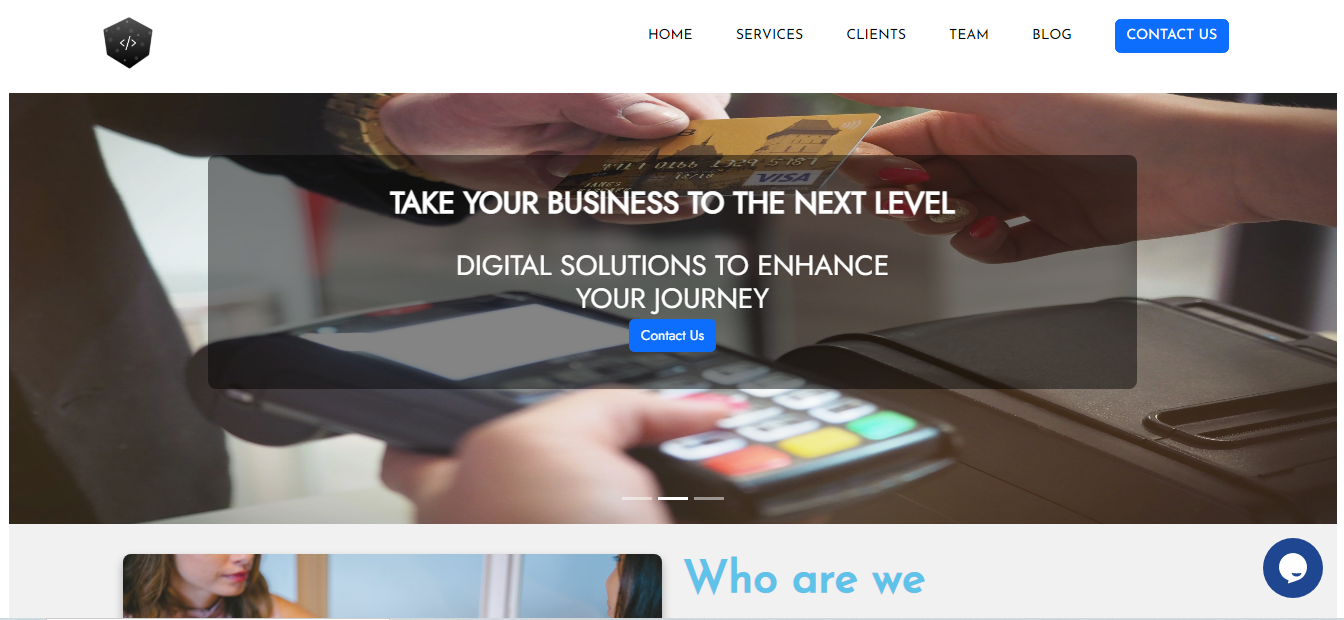 </>
HOME SERVICES CLIENTS TEAM BLOG CONTACT US
VISA
TAKE YOUR BUSINESS TO THE NEXT LEVEL
DIGITAL SOLUTIONS TO ENHANCE
YOUR JOURNEY
Contact Us
Who are we